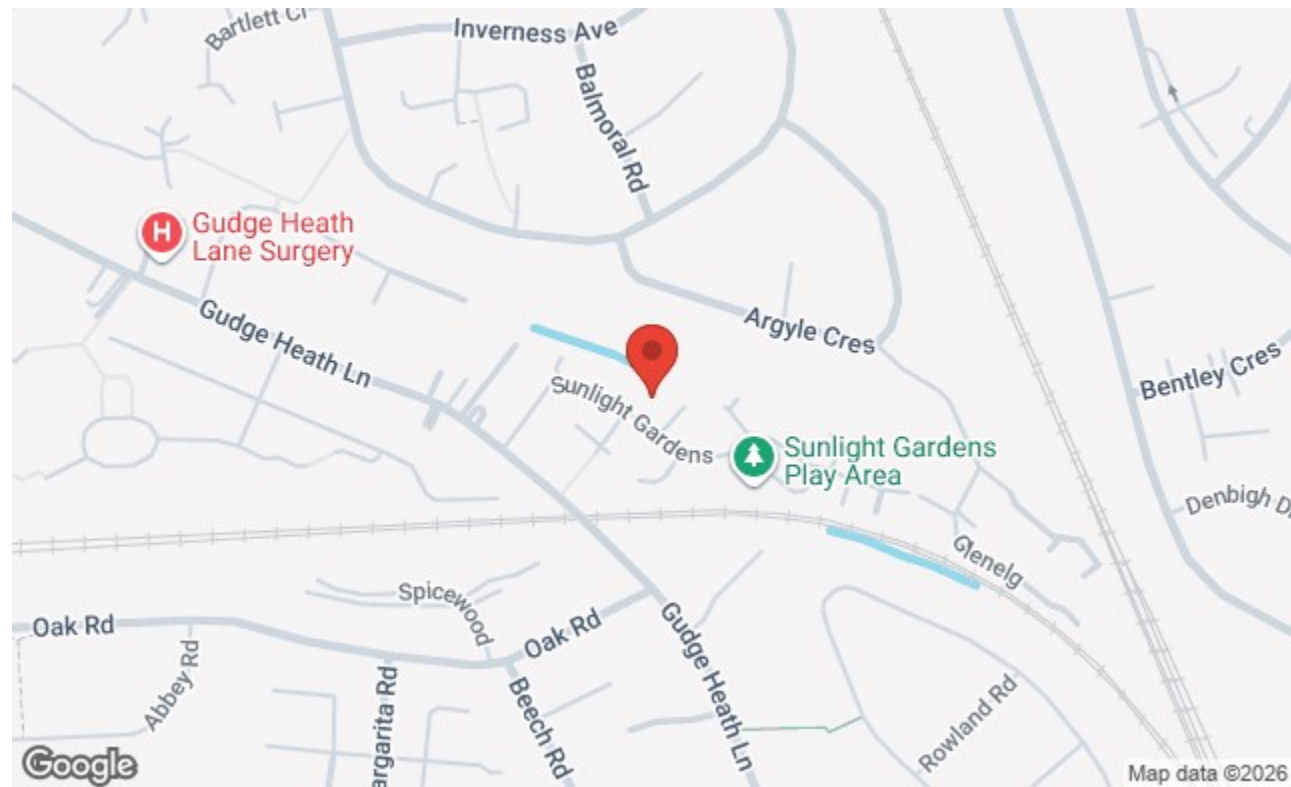 Bartlett Cl
Inverness Ave
Balmoral Rd
Gudge Heath
Lane Surgery
Gudge Heath Ln
Argyle Cres
Bentley Cres
Sunlight Gardens
Sunlight Gardens
Play Area
Denbigh D
Glenelg
Spicewood
Oak Rd
Oak Rd
Abbey Rd
argarita Rd
Beech Rd
Gudge Heath Ln
Rowland Rd
Google
Map data ©2026